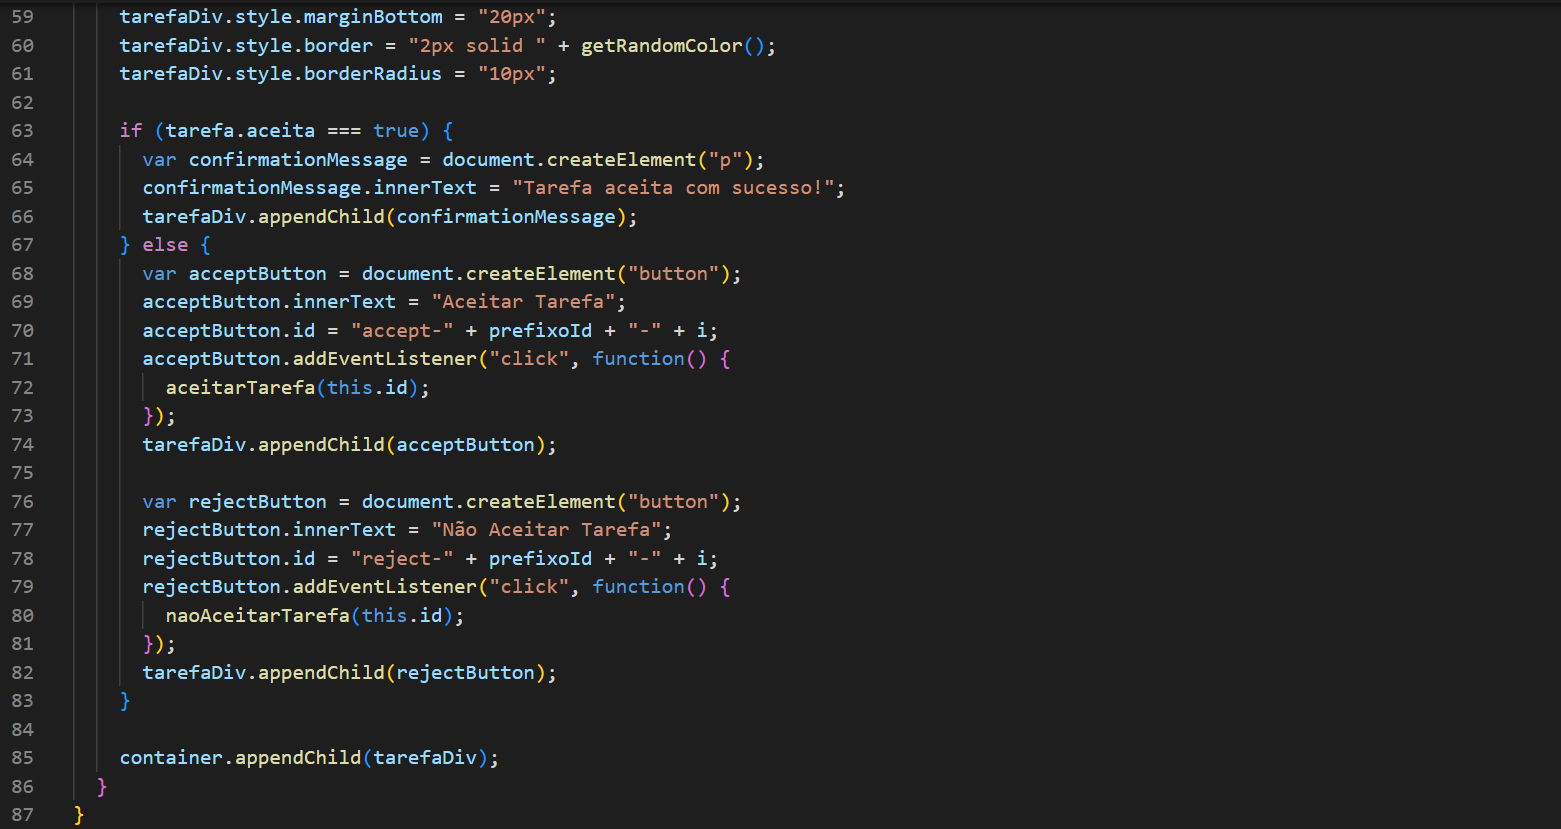 59 tarefaDiv.style.marginBottom = "20px";
60 tarefaDiv.style.border = "2px solid " + getRandomColor();
61 tarefaDiv.style.borderRadius = "10px";
62
63 if (tarefa.aceita === true) {
64 var confirmationMessage = document.createElement("p");
65 confirmationMessage.innerText = "Tarefa aceita com sucesso!";
66 tarefaDiv.appendChild(confirmationMessage);
67 } else {
68 var acceptButton = document.createElement("button");
69 acceptButton.innerText = "Aceitar Tarefa";
70 acceptButton.id = "accept-" + prefixoId + "-" + i;
71 acceptButton.addEventListener("click", function() {
72 aceitarTarefa(this.id);
73 });
74 tarefaDiv.appendChild(acceptButton);
75
76 var rejectButton = document.createElement("button");
77 rejectButton.innerText = "Não Aceitar Tarefa";
78 rejectButton.id = "reject-" + prefixoId + "-" + i;
79 rejectButton.addEventListener("click", function() {
80 naoAceitarTarefa(this.id);
81 });
82 tarefaDiv.appendChild(rejectButton);
83 }
84
85 container.appendChild(tarefaDiv);
86 }
87 }